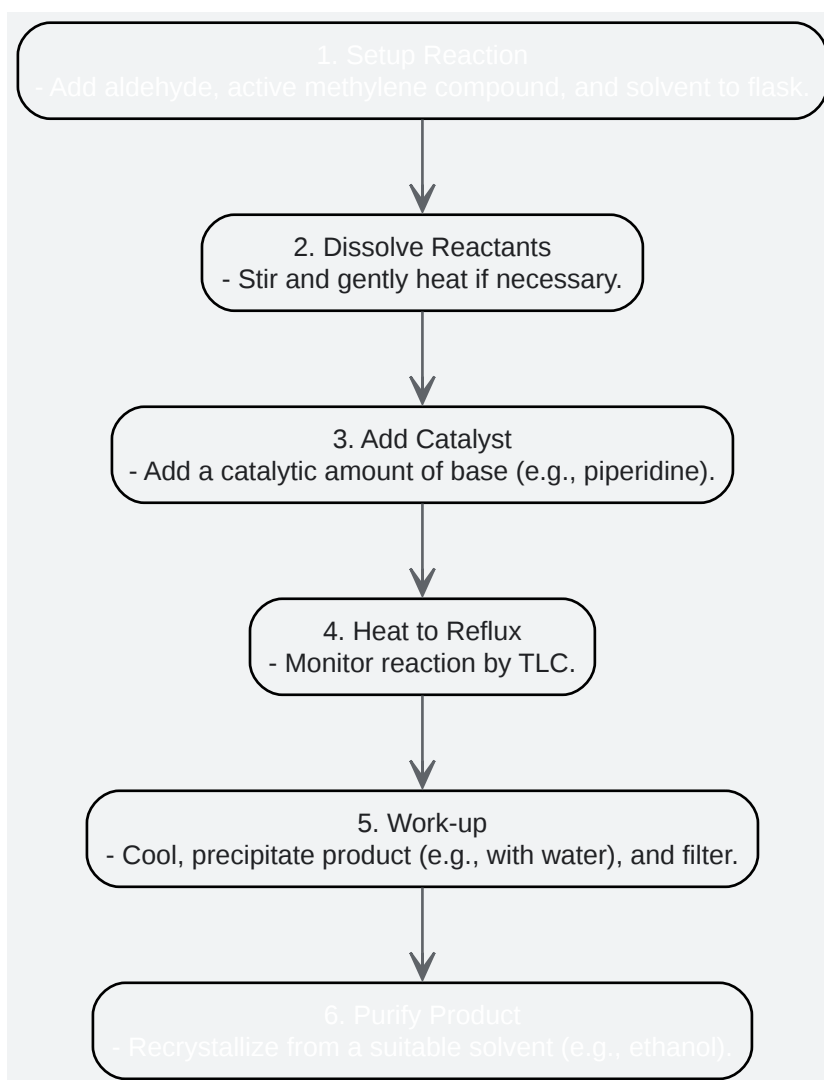 1. Setup Reaction
- Add aldehyde, active methylene compound, and solvent to flask.
2. Dissolve Reactants
- Stir and gently heat if necessary.
3. Add Catalyst
- Add a catalytic amount of base (e.g., piperidine).
4. Heat to Reflux
- Monitor reaction by TLC.
5. Work-up
- Cool, precipitate product (e.g., with water), and filter.
6. Purify Product
- Recrystallize from a suitable solvent (e.g., ethanol).